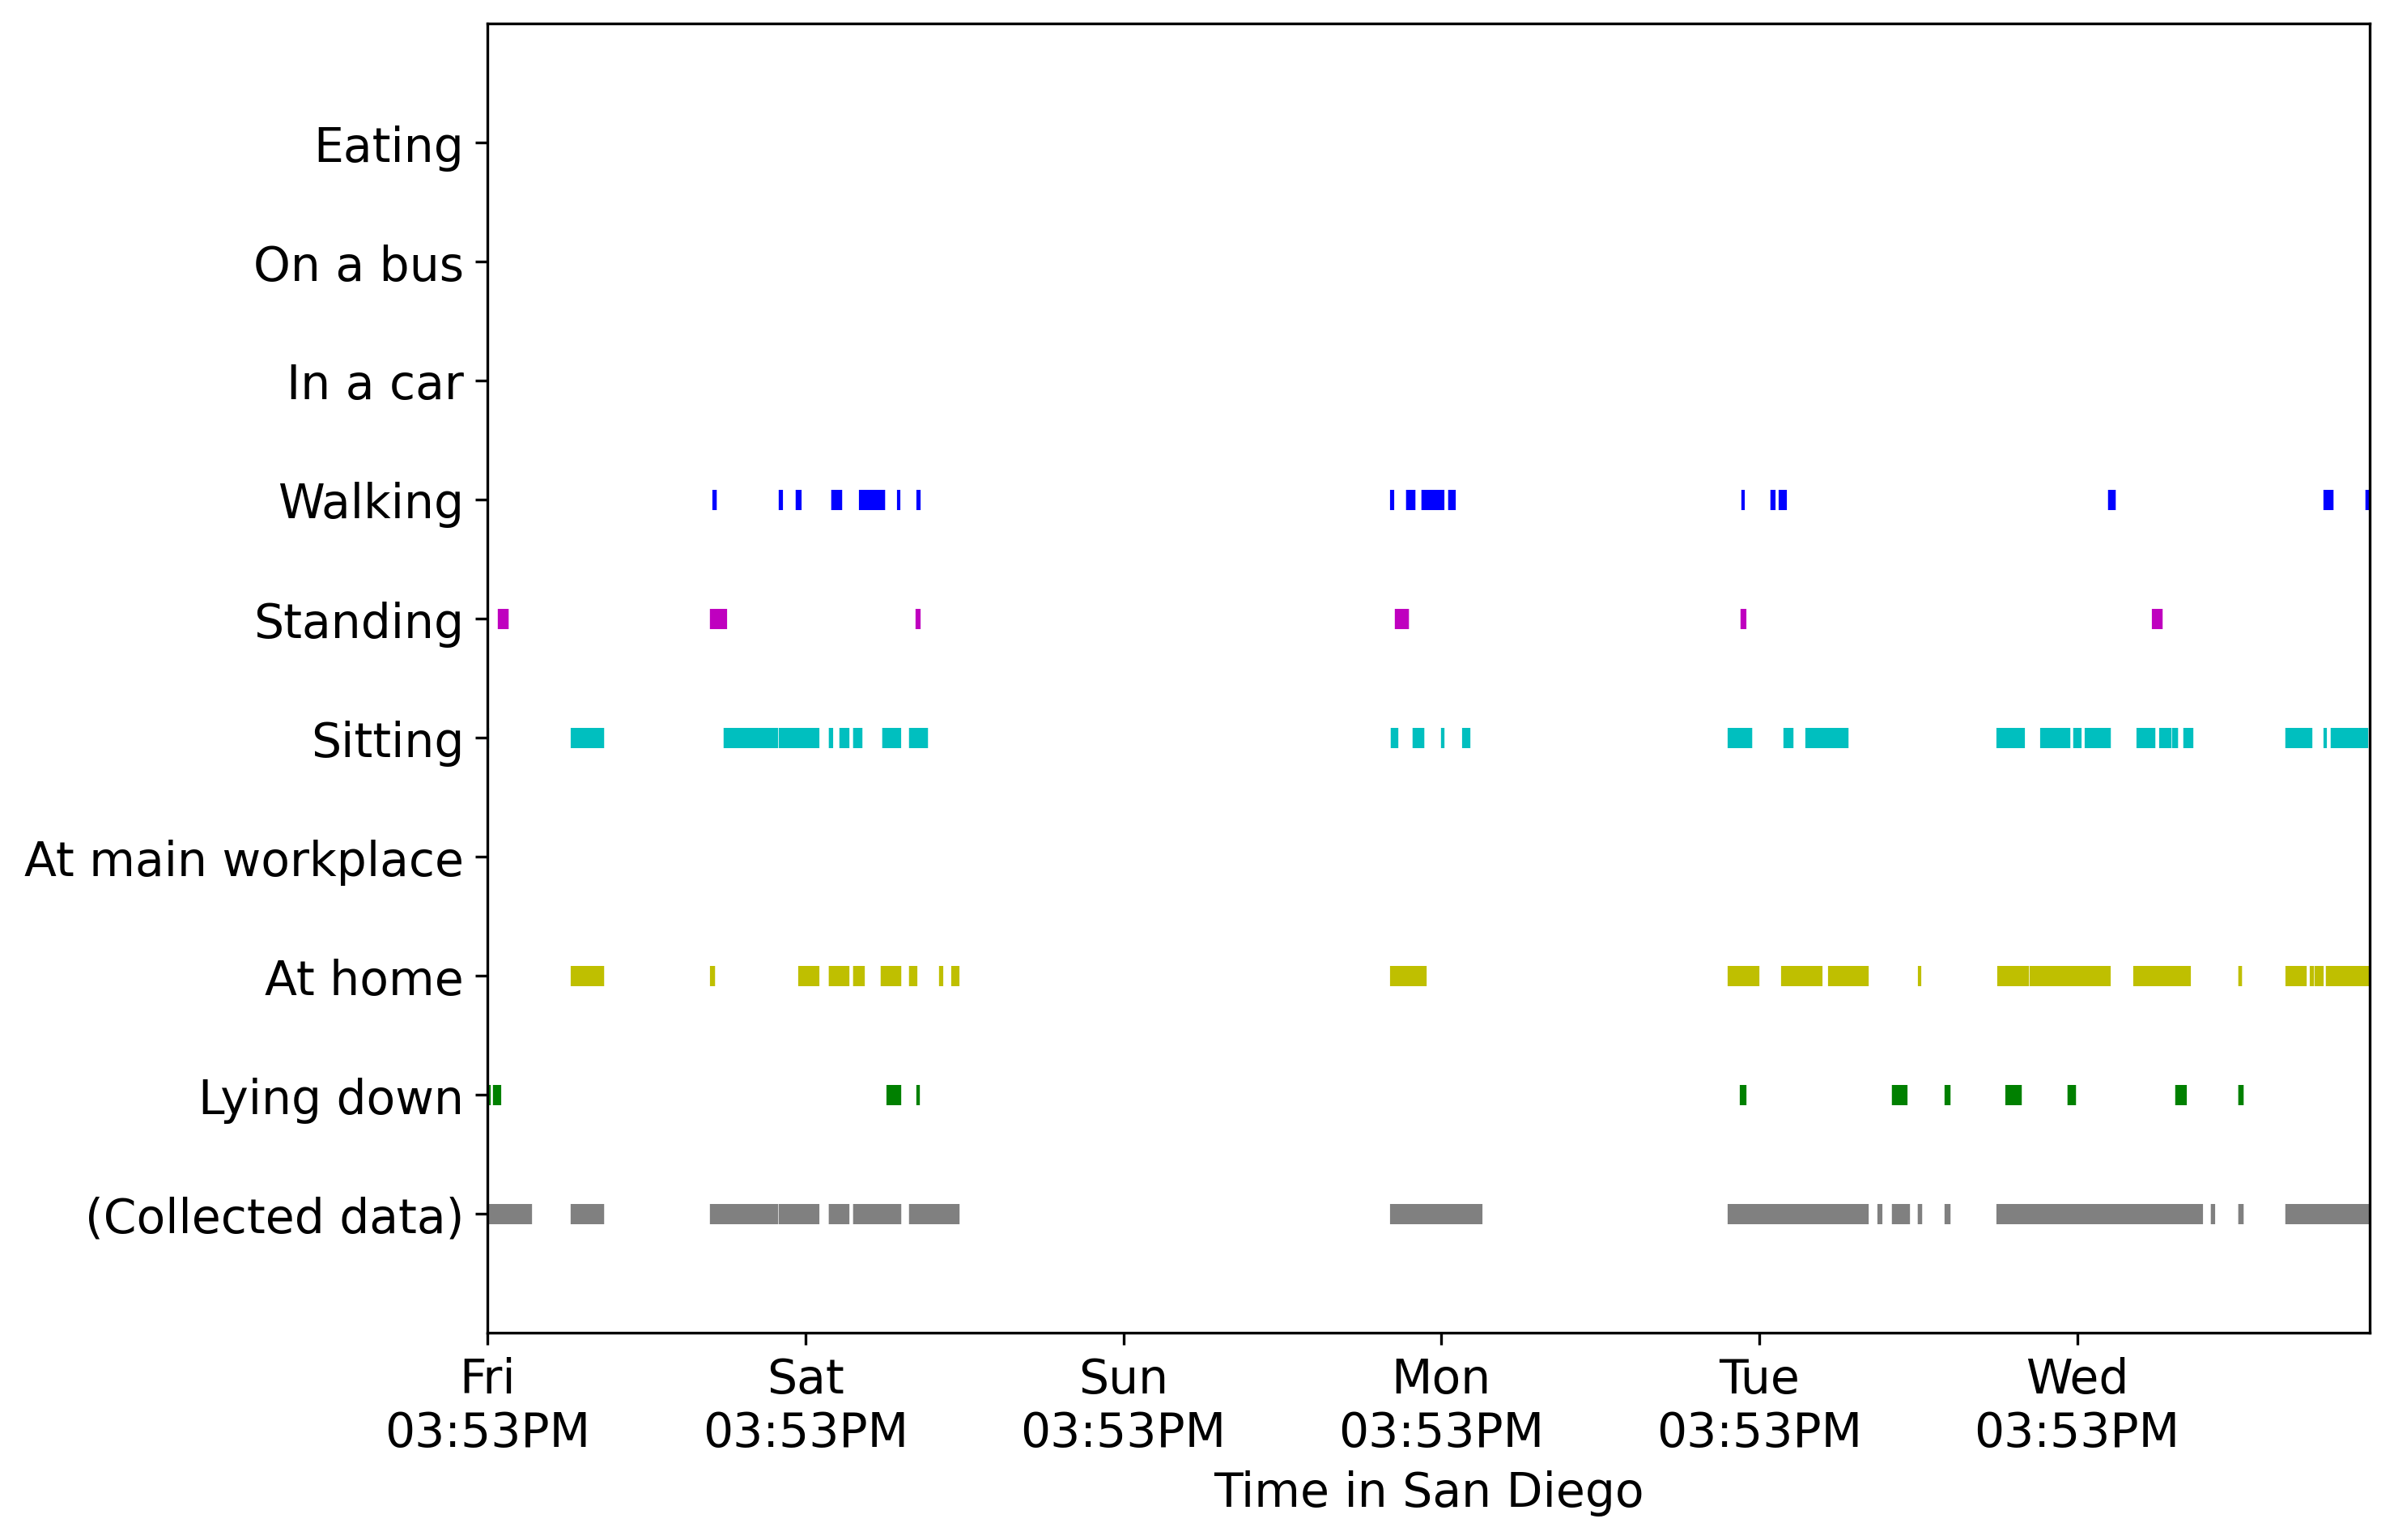 Eating
On a bus
In a car
Walking
Standing
Sitting
At main workplace
At home
Lying down
(Collected data)
Fri Sat Sun Mon Tue Wed
03:53PM 03:53PM 03:53PM 03:53PM 03:53PM 03:53PM
Time in San Diego